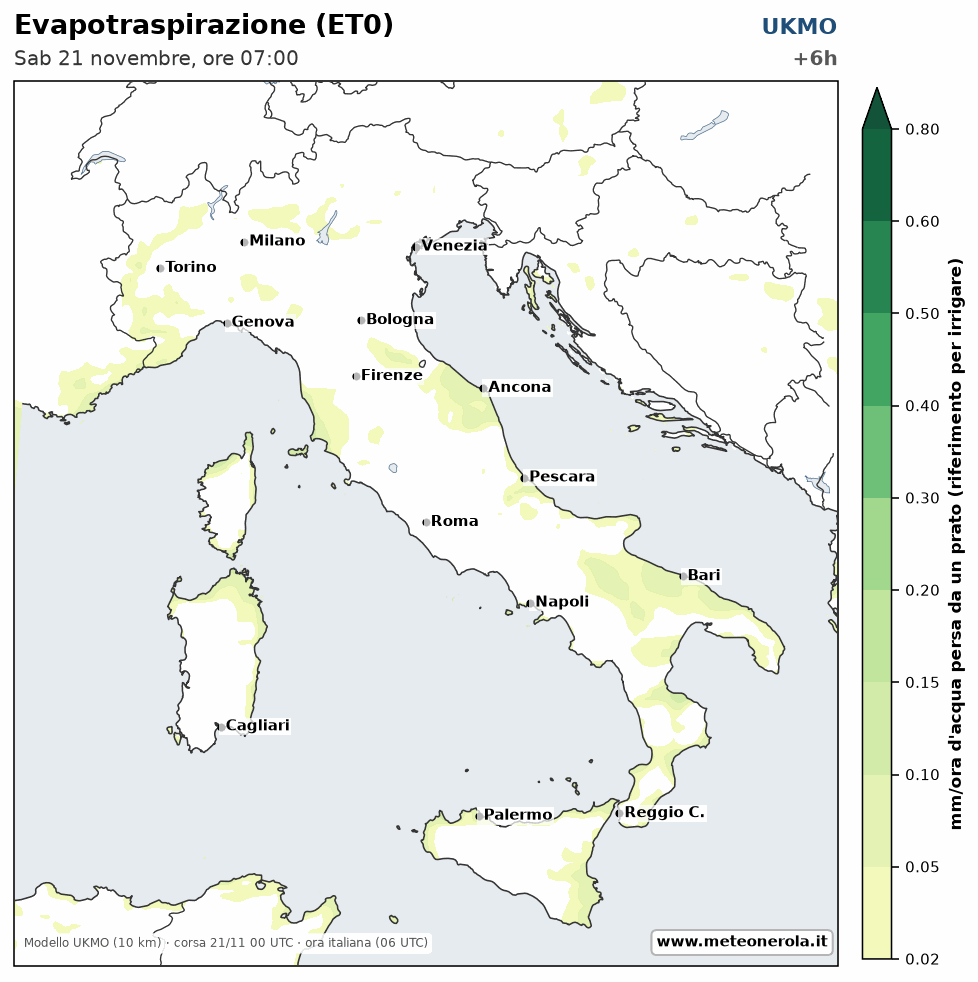 Evapotraspirazione (ET0)
UKMO
Sab 21 novembre, ore 07:00
+6h
Milano
Venezia
Torino
Genova
Bologna
Firenze
Ancona
Pescara
Roma
Bari
Napoli
Cagliari
Palermo
Reggio C.
0.80
0.60
0.50
0.40
0.30
0.20
0.15
0.10
0.05
0.02
mm/ora d'acqua persa da un prato (riferimento per irrigare)
Modello UKMO (10 km) · corsa 21/11 00 UTC · ora italiana (06 UTC)
www.meteonerola.it